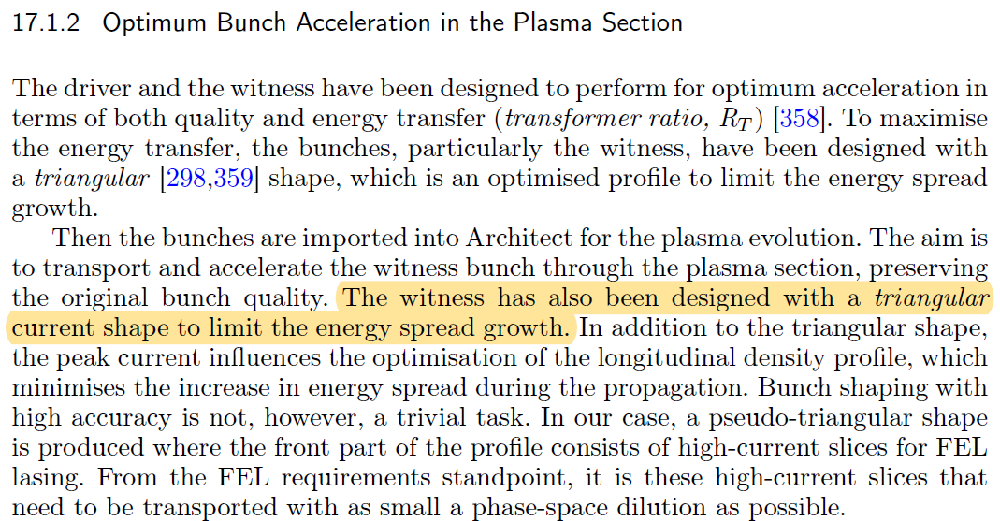 17.1.2 Optimum Bunch Acceleration in the Plasma Section
The driver and the witness have been designed to perform for optimum acceleration in
terms of both quality and energy transfer (transformer ratio, R_T) [358]. To maximise
the energy transfer, the bunches, particularly the witness, have been designed with
a triangular [298,359] shape, which is an optimised profile to limit the energy spread
growth.
Then the bunches are imported into Architect for the plasma evolution. The aim is
to transport and accelerate the witness bunch through the plasma section, preserving
the original bunch quality. The witness has also been designed with a triangular
current shape to limit the energy spread growth. In addition to the triangular shape,
the peak current influences the optimisation of the longitudinal density profile, which
minimises the increase in energy spread during the propagation. Bunch shaping with
high accuracy is not, however, a trivial task. In our case, a pseudo-triangular shape
is produced where the front part of the profile consists of high-current slices for FEL
lasing. From the FEL requirements standpoint, it is these high-current slices that
need to be transported with as small a phase-space dilution as possible.